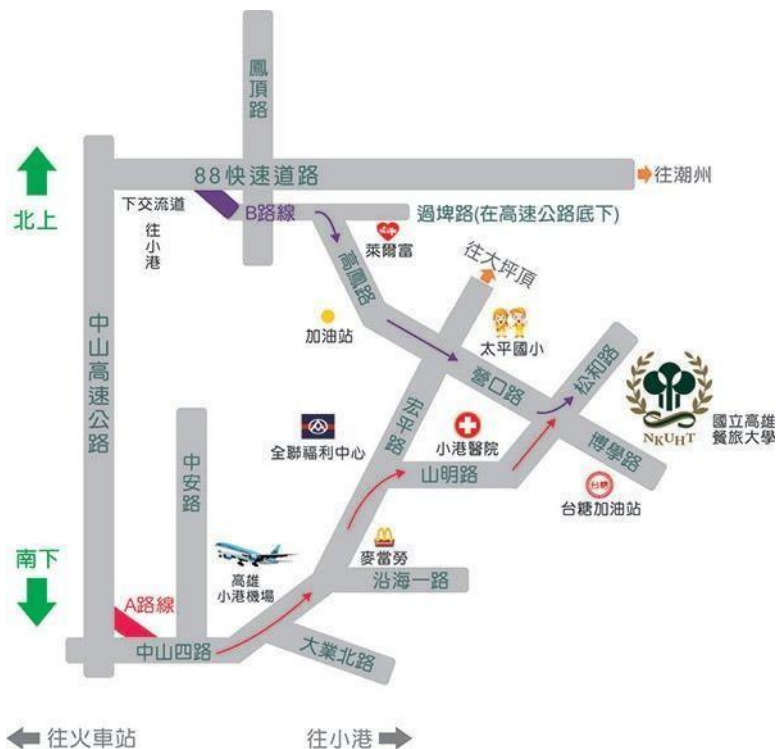 鳳頂路
88快速道路
往潮州
北上
下交流道
往小港
B路線
過埤路(在高速公路底下)
萊爾富
高鳳路
往大坪頂
加油站
太平國小
中山高速公路
營口路
松和路
NKUHT
國立高雄
餐旅大學
宏平路
全聯福利中心
小港醫院
博學路
山明路
中安路
台糖
台糖加油站
南下
麥當勞
高雄
小港機場
沿海一路
A路線
中山四路
大業北路
往火車站
往小港